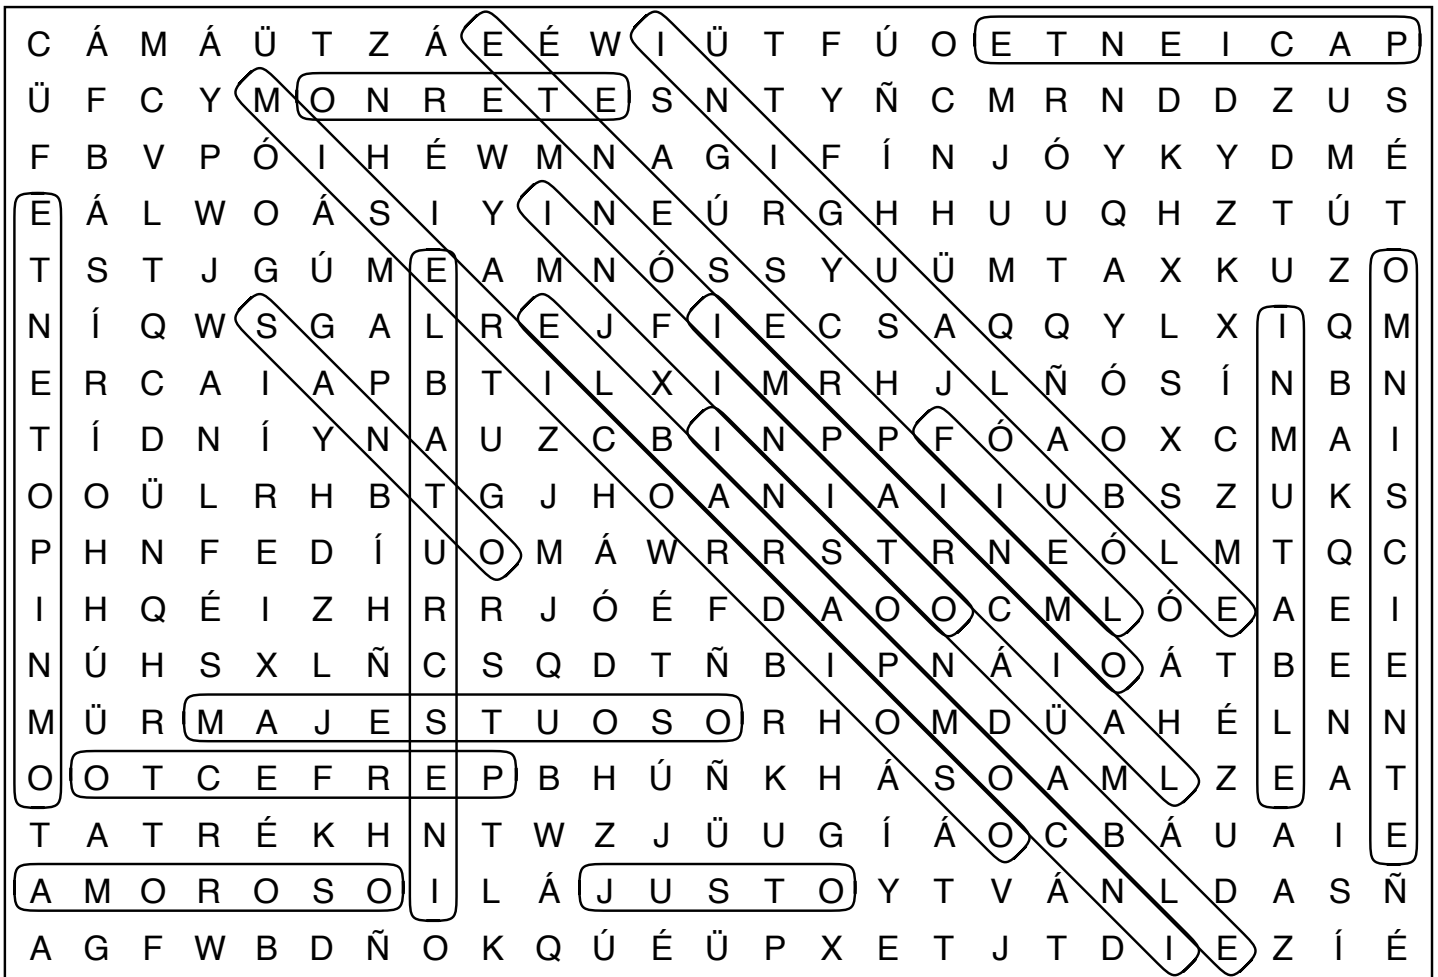 C Á M Á Ü T Z Á E É W I Ü T F Ú O E T N E I C A P
Ü F C Y M O N R E T E S N T Y Ñ C M R N D D Z U S
F B V P Ó I H É W M N A G I F Í N J Ó Y K Y D M É
E Á L W O Á S I Y I N E Ú R G H H U U Q H Z T Ú T
T S T J G Ú M E A M N Ó S S Y U Ü M T A X K U Z O
N Í Q W S G A L R E J F I E C S A Q Q Y L X I Q M
E R C A I A P B T I L X I M R H J L Ñ Ó S Í N B N
T Í D N Í Y N A U Z C B I N P P F Ó A O X C M A I
O O Ü L R H B T G J H O A N I A I I U B S Z U K S
P H N F E D Í U O M Á W R R S T R N E Ó L M T Q C
I H Q É I Z H R R J Ó É F D A O O C M L Ó E A E I
N Ú H S X L Ñ C S Q D T Ñ B I P N Á I O Á T B E E
M Ü R M A J E S T U O S O R H O M D Ü A H É L N N
O O T C E F R E P B H Ú Ñ K H Á S O A M L Z E A T
T A T R É K H N T W Z J Ü U G Í Á O C B Á U A I E
A M O R O S O I L Á J U S T O Y T V Á N L D A S Ñ
A G F W B D Ñ O K Q Ú É Ü P X E T J T D I E Z Í É